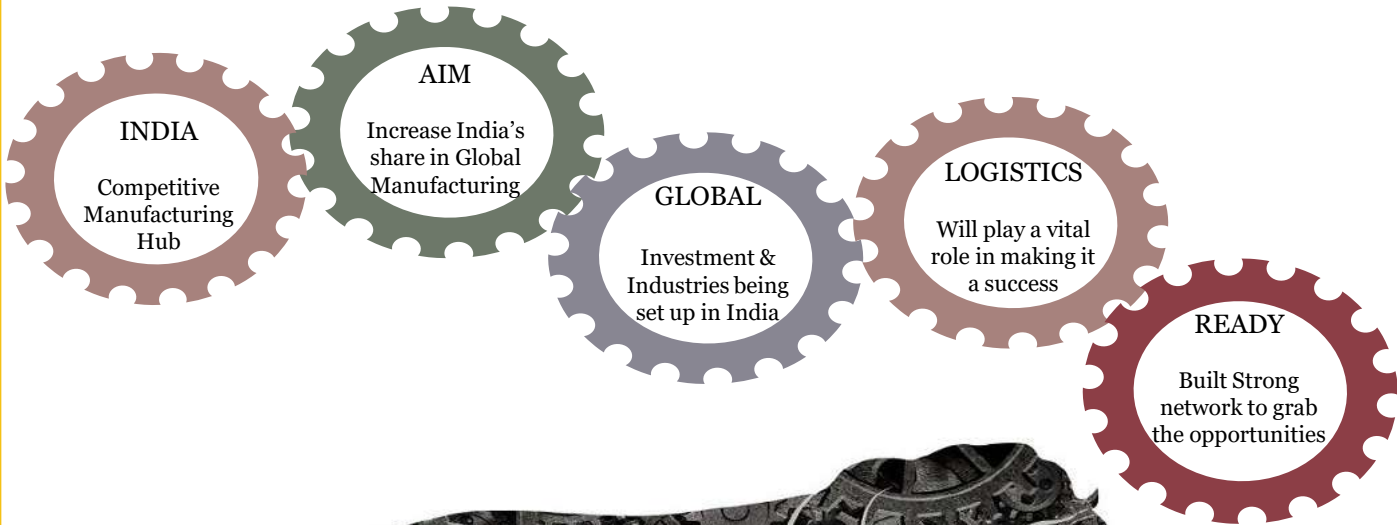 INDIA
Competitive
Manufacturing
Hub
AIM
Increase India’s
share in Global
Manufacturing
GLOBAL
Investment &
Industries being
set up in India
LOGISTICS
Will play a vital
role in making it
a success
READY
Built Strong
network to grab
the opportunities